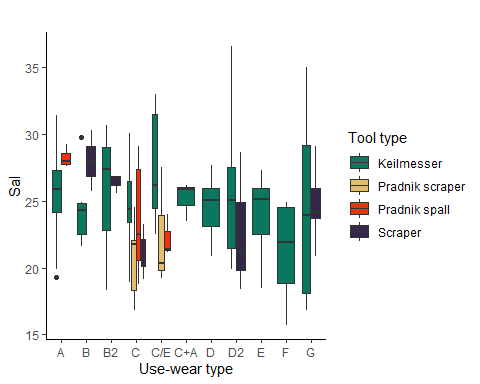 35
30
25
20
15
Sal
A B B2 C C/E C+A D D2 E F G
Use-wear type
Tool type
Keilmesser
Pradnik scraper
Pradnik spall
Scraper